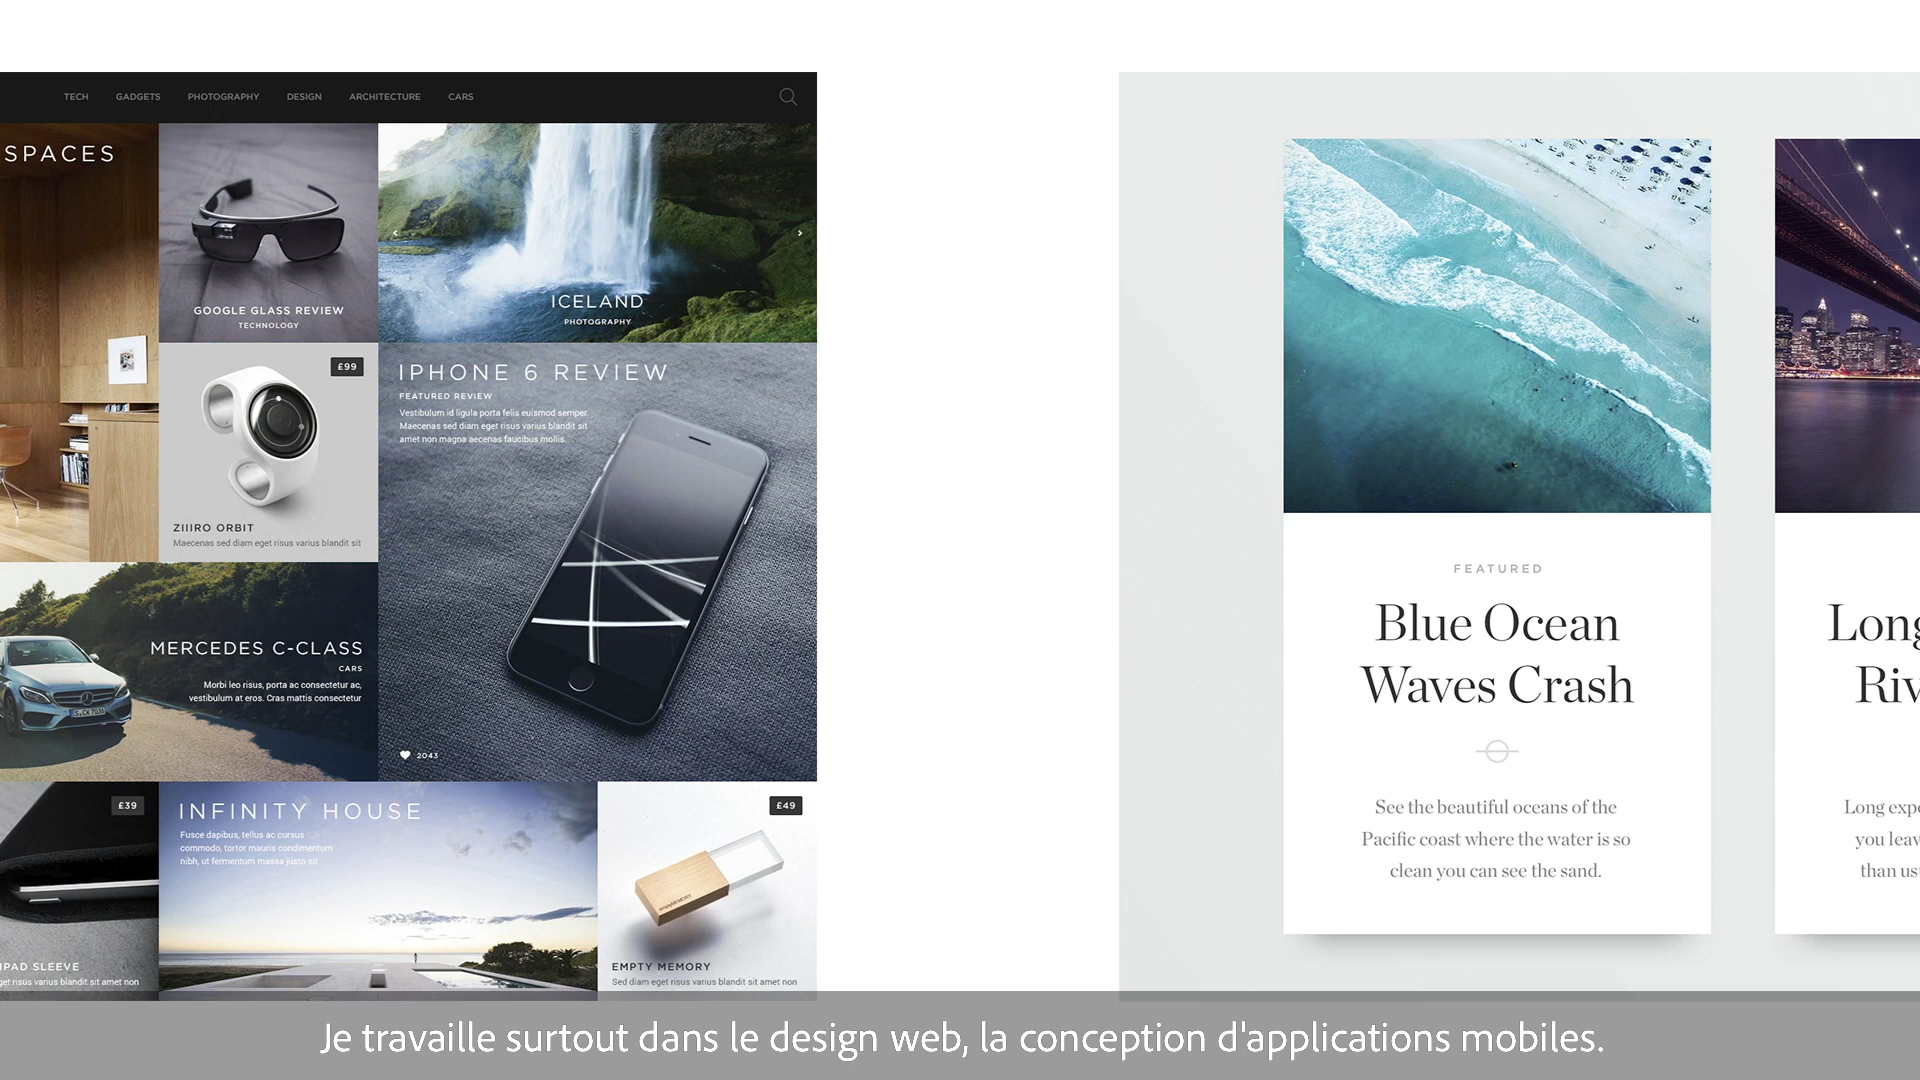 TECH GADGETS PHOTOGRAPHY DESIGN ARCHITECTURE CARS
SPACES
GOOGLE GLASS REVIEW
TECHNOLOGY
ICELAND
PHOTOGRAPHY
£99
ZIIIRO ORBIT
Maecenas sed diam eget risus varius blandit sit
IPHONE 6 REVIEW
FEATURED REVIEW
Vestibulum id ligula porta felis euismod semper.
Maecenas sed diam eget risus varius blandit sit
amet non magna aecenas faucibus mollis.
2043
MERCEDES C-CLASS
CARS
Morbi leo risus, porta ac consectetur ac,
vestibulum at eros. Cras mattis consectetur
£39
IPAD SLEEVE
get risus varius blandit sit amet non
INFINITY HOUSE
Fusce dapibus, tellus ac cursus
commodo, tortor mauris condimentum
nibh, ut fermentum massa justo sit
£49
EMPTY MEMORY
Sed diam eget risus varius blandit sit amet non
FEATURED
Blue Ocean
Waves Crash
See the beautiful oceans of the
Pacific coast where the water is so
clean you can see the sand.
Long
Riv
Long exp
you leav
than us
Je travaille surtout dans le design web, la conception d'applications mobiles.